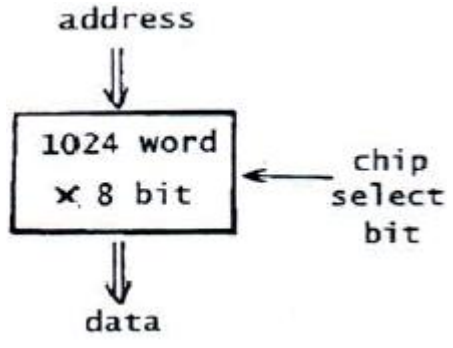 address
1024 word
× 8 bit
chip
select
bit
data